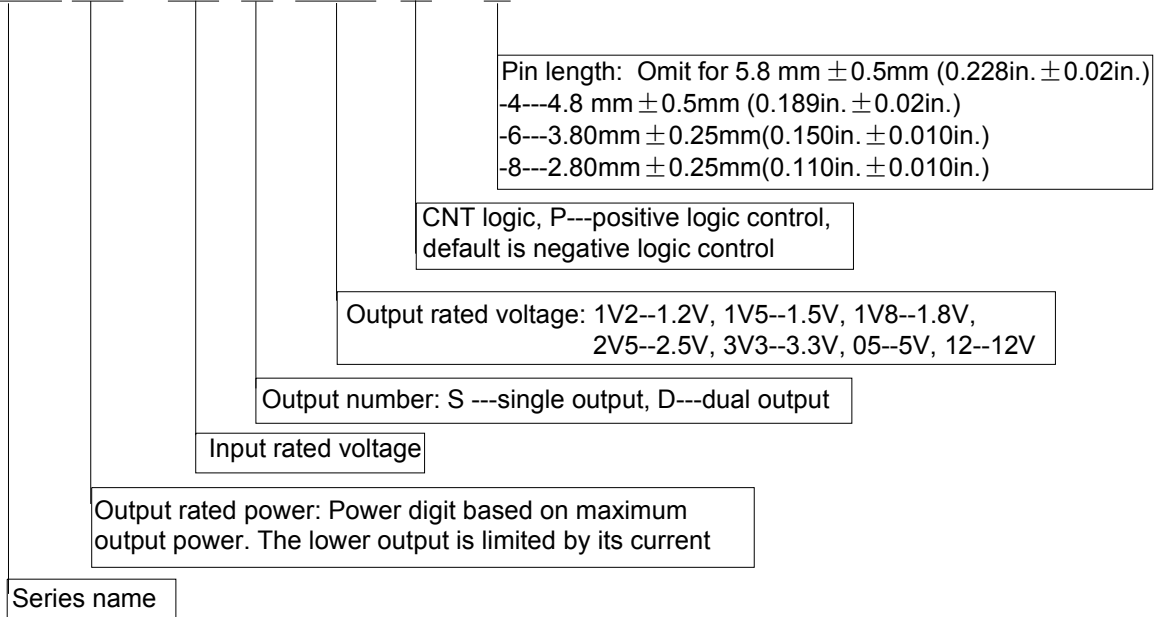 Pin length: Omit for 5.8 mm ±0.5mm (0.228in. ±0.02in.)
-4---4.8 mm ±0.5mm (0.189in. ±0.02in.)
-6---3.80mm ±0.25mm(0.150in. ±0.010in.)
-8---2.80mm ±0.25mm(0.110in. ±0.010in.)
CNT logic, P---positive logic control,
default is negative logic control
Output rated voltage: 1V2--1.2V, 1V5--1.5V, 1V8--1.8V,
2V5--2.5V, 3V3--3.3V, 05--5V, 12--12V
Output number: S ---single output, D---dual output
Input rated voltage
Output rated power: Power digit based on maximum
output power. The lower output is limited by its current
Series name